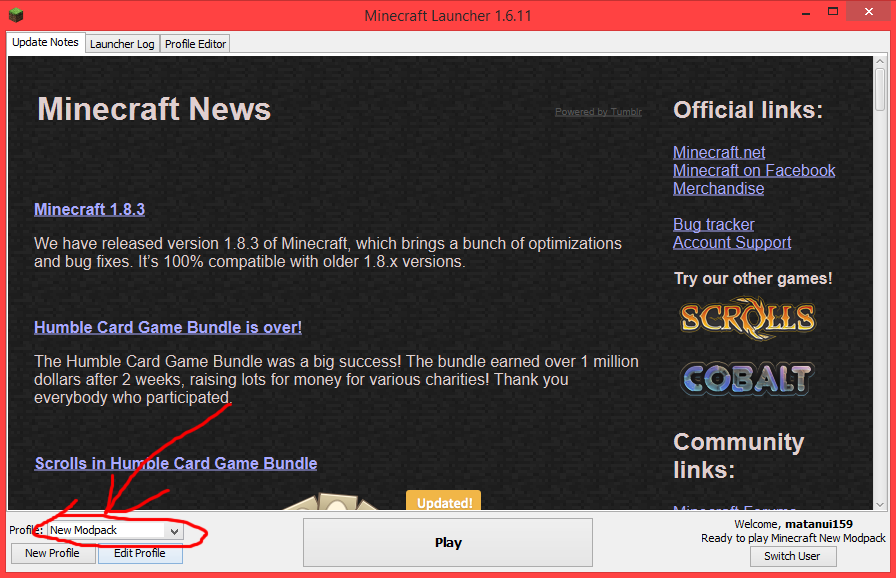 Minecraft Launcher 1.6.11
Update Notes Launcher Log Profile Editor
Minecraft News
Powered by Tumblr
Minecraft 1.8.3
We have released version 1.8.3 of Minecraft, which brings a bunch of optimizations
and bug fixes. It's 100% compatible with older 1.8.x versions.
Humble Card Game Bundle is over!
The Humble Card Game Bundle was a big success! The bundle earned over 1 million
dollars after 2 weeks, raising lots for money for various charities! Thank you
everybody who participated.
Scrolls in Humble Card Game Bundle
Updated!
Official links:
Minecraft.net
Minecraft on Facebook
Merchandise
Bug tracker
Account Support
Try our other games!
SCROLLS
COBALT
Community
links:
Minecraft Forums
Profile: New Modpack
New Profile Edit Profile
Play
Welcome, matanui159
Ready to play Minecraft New Modpack
Switch User